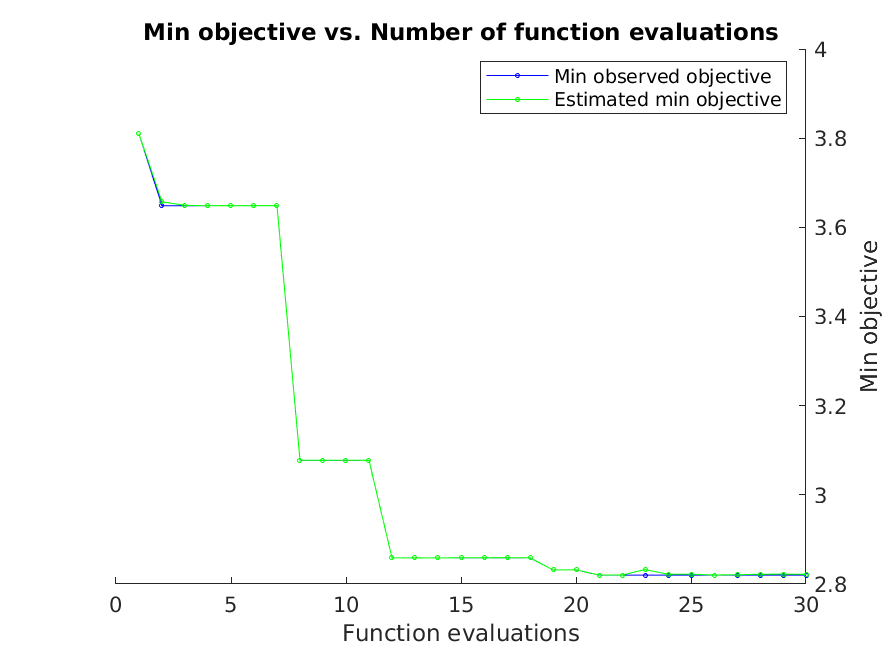 Min objective vs. Number of function evaluations
Min observed objective
Estimated min objective
4
3.8
3.6
3.4
3.2
3
2.8
Min objective
0 5 10 15 20 25 30
Function evaluations